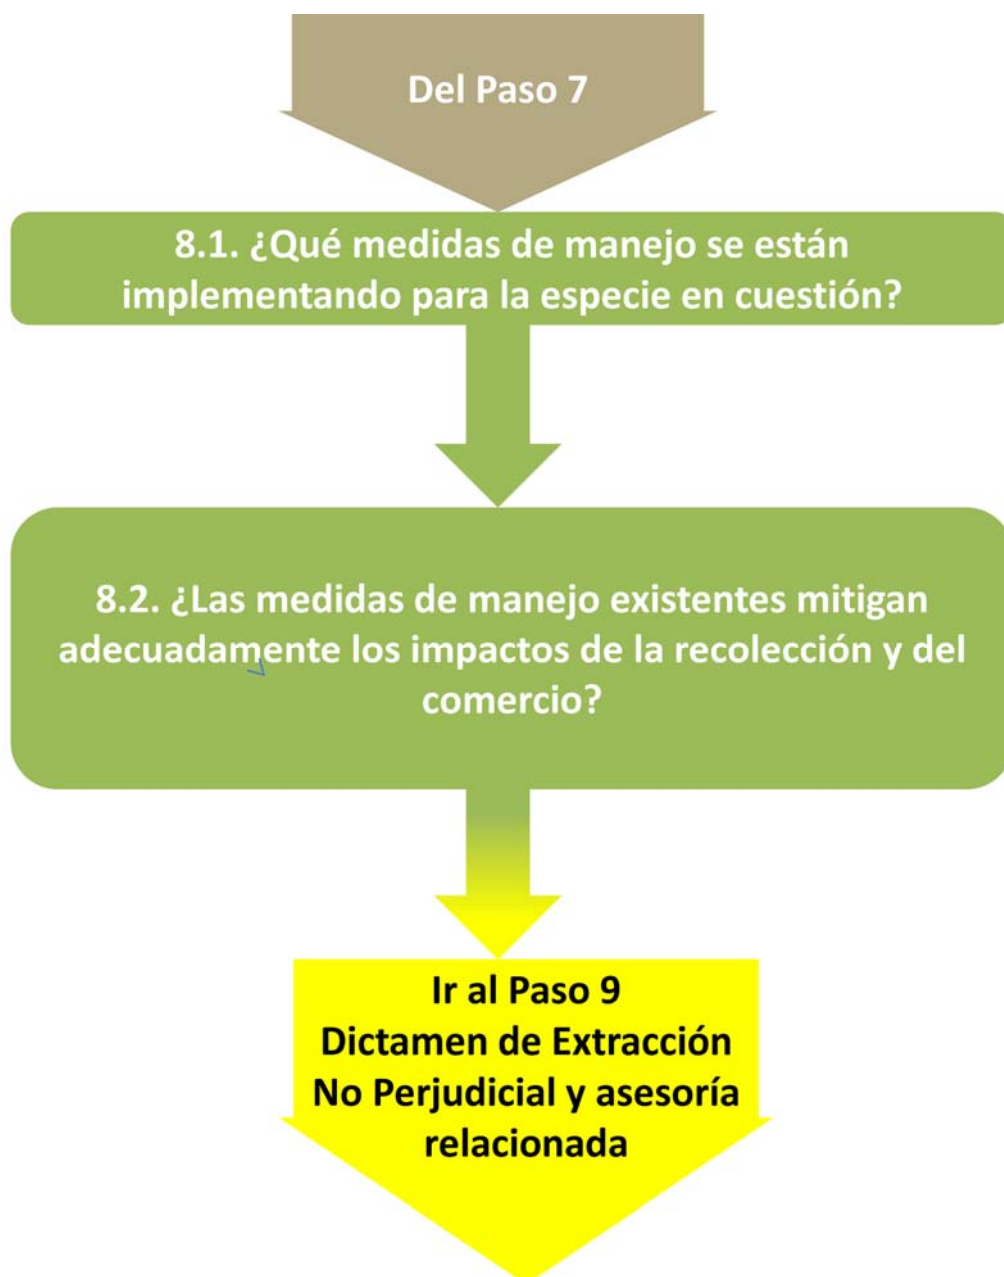 Del Paso 7
8.1. ¿Qué medidas de manejo se están
implementando para la especie en cuestión?
8.2. ¿Las medidas de manejo existentes mitigan
adecuadamente los impactos de la recolección y del
comercio?
Ir al Paso 9
Dictamen de Extracción
No Perjudicial y asesoría
relacionada